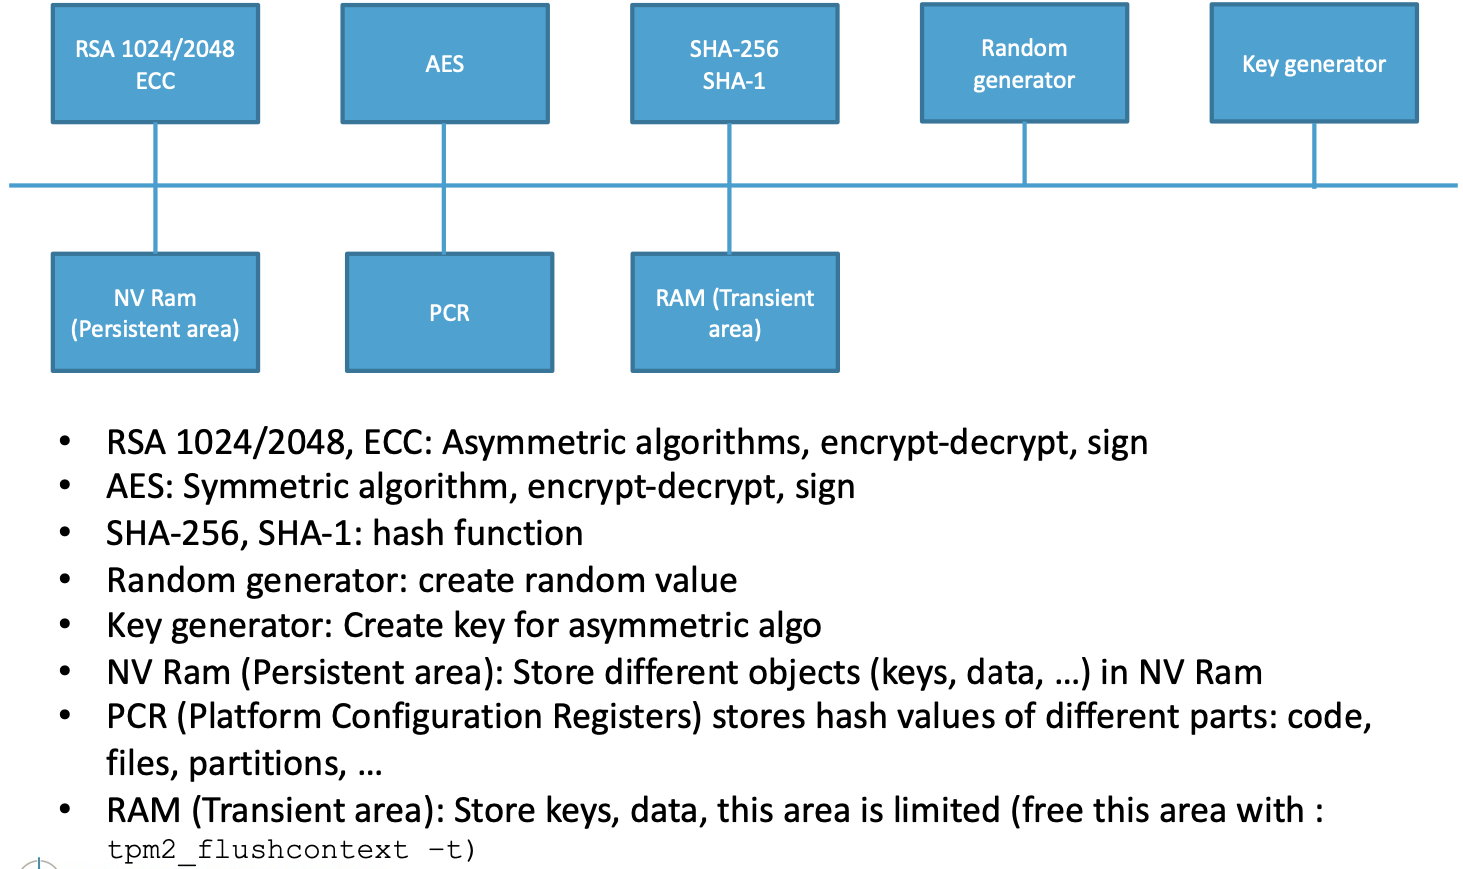 RSA 1024/2048
ECC
AES
SHA-256
SHA-1
Random
generator
Key generator
NV Ram
(Persistent area)
PCR
RAM (Transient
area)
• RSA 1024/2048, ECC: Asymmetric algorithms, encrypt-decrypt, sign
• AES: Symmetric algorithm, encrypt-decrypt, sign
• SHA-256, SHA-1: hash function
• Random generator: create random value
• Key generator: Create key for asymmetric algo
• NV Ram (Persistent area): Store different objects (keys, data, ...) in NV Ram
• PCR (Platform Configuration Registers) stores hash values of different parts: code,
files, partitions, ...
• RAM (Transient area): Store keys, data, this area is limited (free this area with :
tpm2_flushcontext –t)